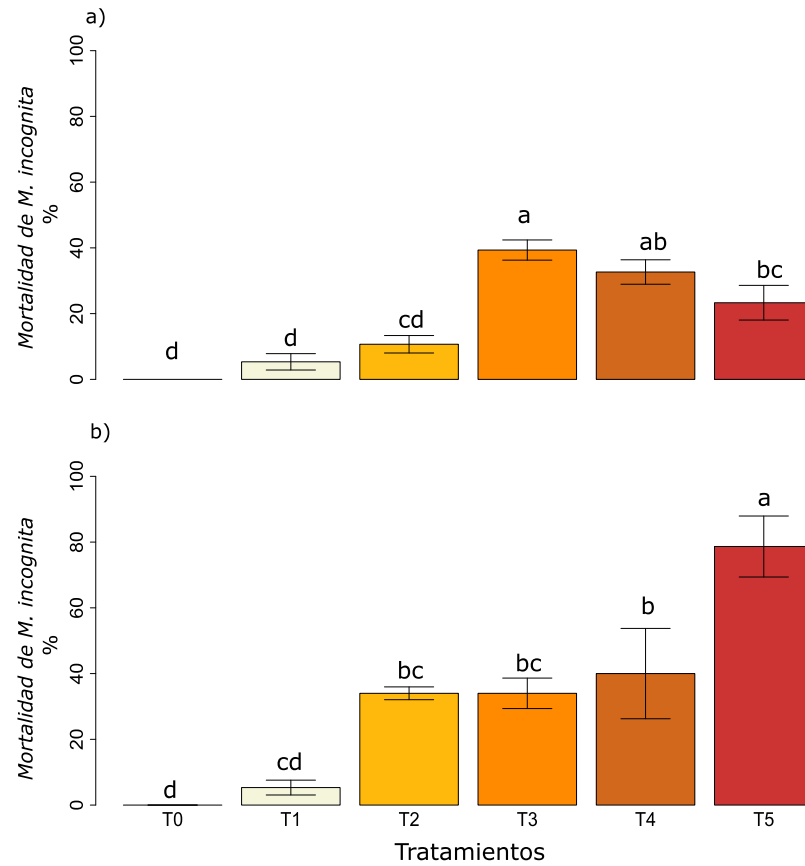 a)
Mortalidad de M. incognita
%
100
80
60
40
20
0
d
d
cd
a
ab
bc
b)
Mortalidad de M. incognita
%
100
80
60
40
20
0
d
cd
bc
bc
b
a
T0 T1 T2 T3 T4 T5
Tratamientos